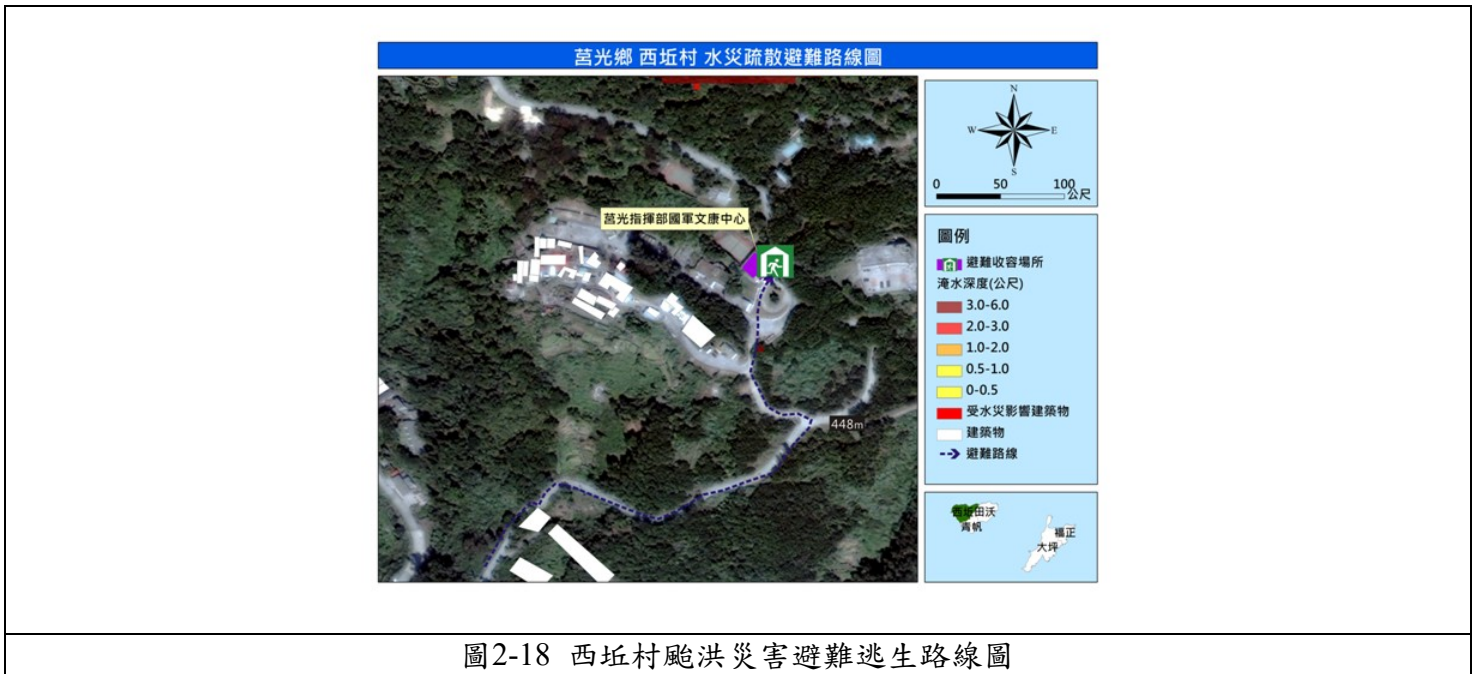 莒光鄉 西坵村 水災疏散避難路線圖
N
W
E
S
0 50 100
公尺
莒光指揮部國軍文康中心
448m
圖例
避難收容場所
淹水深度(公尺)
3.0-6.0
2.0-3.0
1.0-2.0
0.5-1.0
0-0.5
受水災影響建築物
建築物
避難路線
西坵田沃
青帆
福正
大坪
圖2-18 西坵村颱洪災害避難逃生路線圖